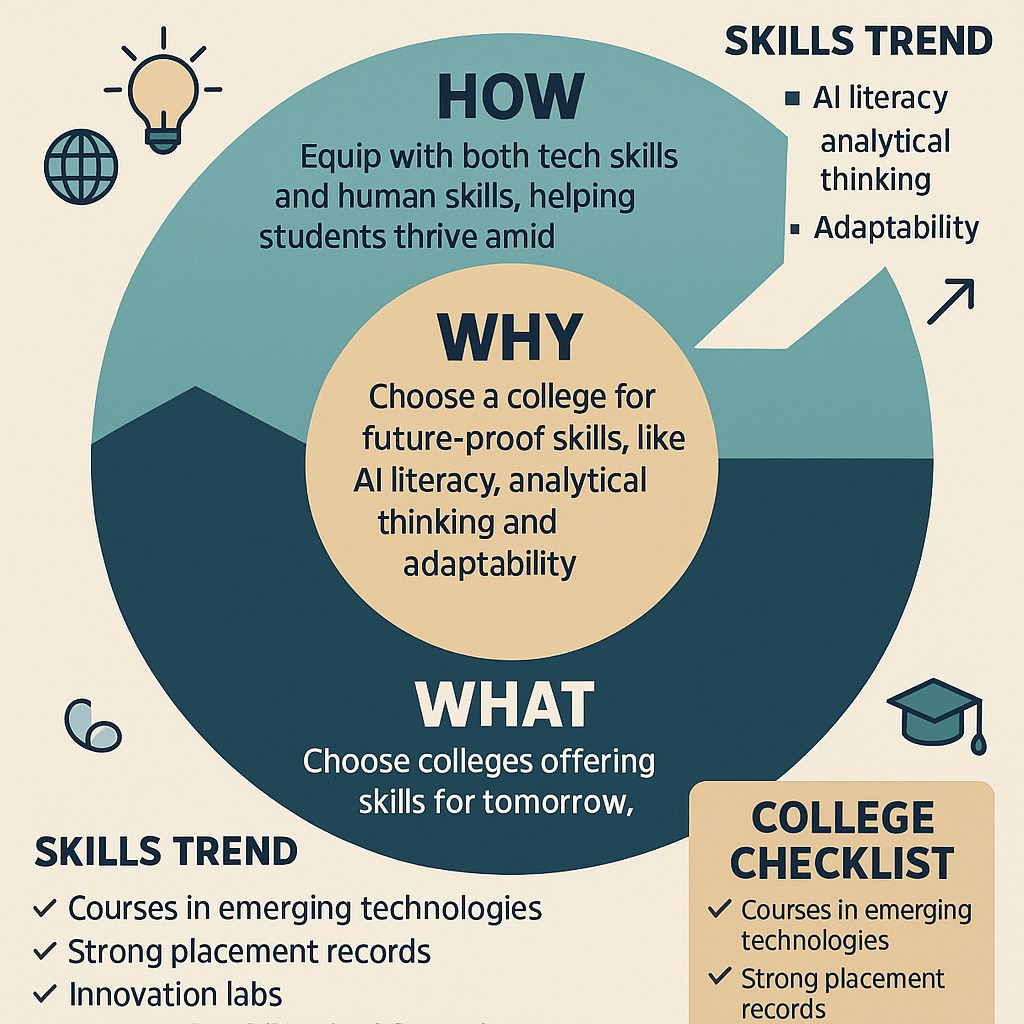 HOW
Equip with both tech skills
and human skills, helping
students thrive amid
SKILLS TREND
AI literacy
analytical
thinking
Adaptability
WHY
Choose a college for
future-proof skills, like
AI literacy, analytical
thinking and
adaptability
WHAT
Choose colleges offering
skills for tomorrow,
SKILLS TREND
Courses in emerging technologies
Strong placement records
Innovation labs
COLLEGE
CHECKLIST
Courses in emerging
technologies
Strong placement
records